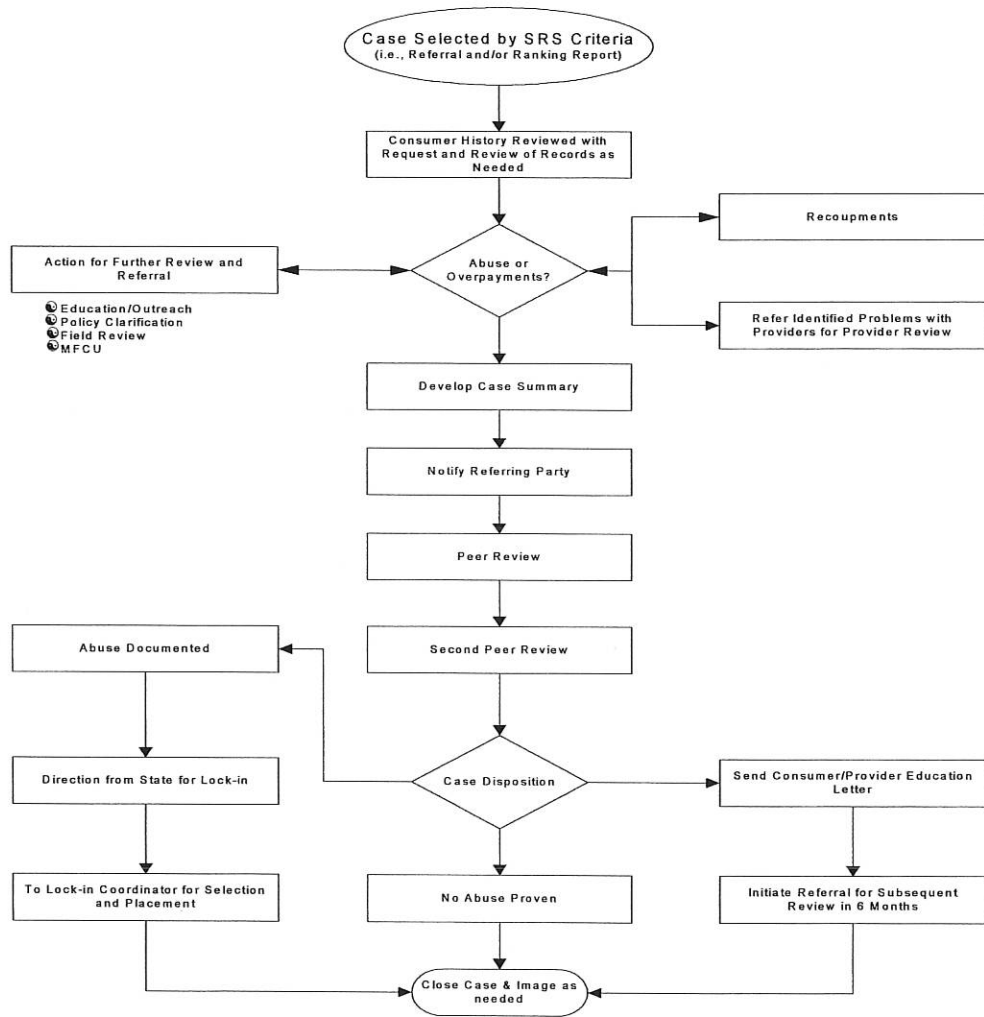 Case Selected by SRS Criteria
(i.e., Referral and/or Ranking Report)
Consumer History Reviewed with
Request and Review of Records as
Needed
Recoupments
Action for Further Review and
Referral
Abuse or
Overpayments?
Education/Outreach
Policy Clarification
Field Review
MFCU
Refer Identified Problems with
Providers for Provider Review
Develop Case Summary
Notify Referring Party
Peer Review
Second Peer Review
Abuse Documented
Direction from State for Lock-in
Case Disposition
Send Consumer/Provider Education
Letter
To Lock-in Coordinator for Selection
and Placement
No Abuse Proven
Initiate Referral for Subsequent
Review in 6 Months
Close Case & Image as
needed